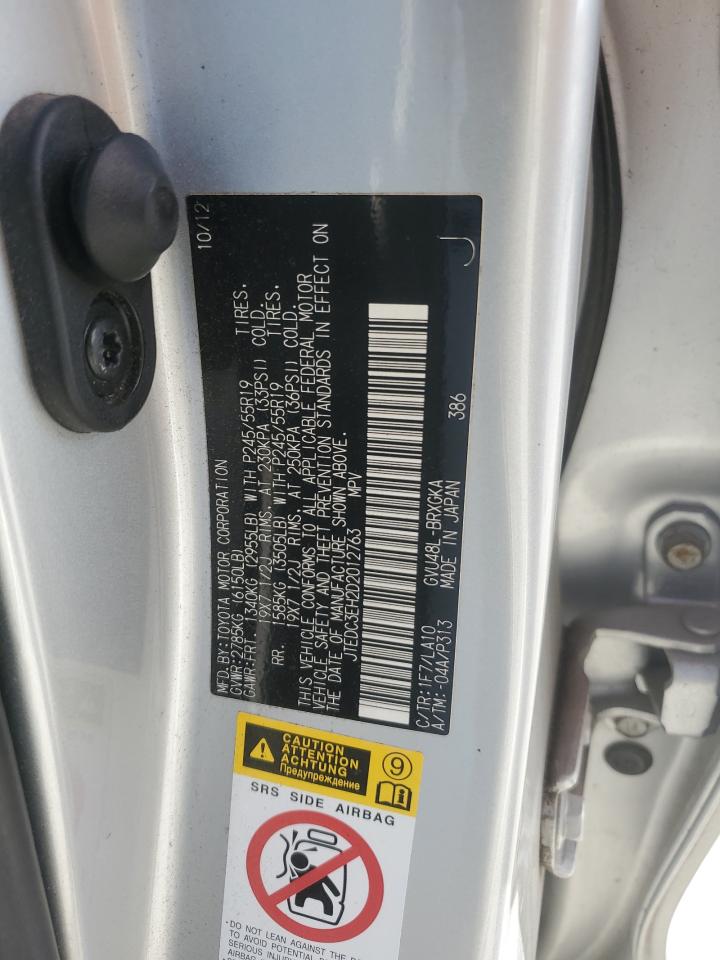 MFD.BY:TOYOTA MOTOR CORPORATION 10/12
GVWR:2785KG (6150LB)
GAWR:FRT 1340KG (2955LB) WITH P245/55R19 TIRES.
19X7 1/2J RIMS. AT 230KPA (33PSI) COLD.
RR. 1585KG (3505LB) WITH P245/55R19 TIRES.
19X7 1/2J RIMS. AT 250KPA (36PSI) COLD.
THIS VEHICLE CONFORMS TO ALL APPLICABLE FEDERAL MOTOR
VEHICLE SAFETY AND THEFT PREVENTION STANDARDS IN EFFECT ON
THE DATE OF MANUFACTURE SHOWN ABOVE.
JTEDC3EH2D2012763 MPV
C/TR:1F7/LA10 GVU48L-BRXGKA
A/TM:-04A/P313 MADE IN JAPAN 386 J
CAUTION
ATTENTION
ACHTUNG
Предупреждение
9
i
SRS SIDE AIRBAG
·DO NOT LEAN AGAINST
TO AVOID POTENTIAL
SERIOUS
AIRBAG